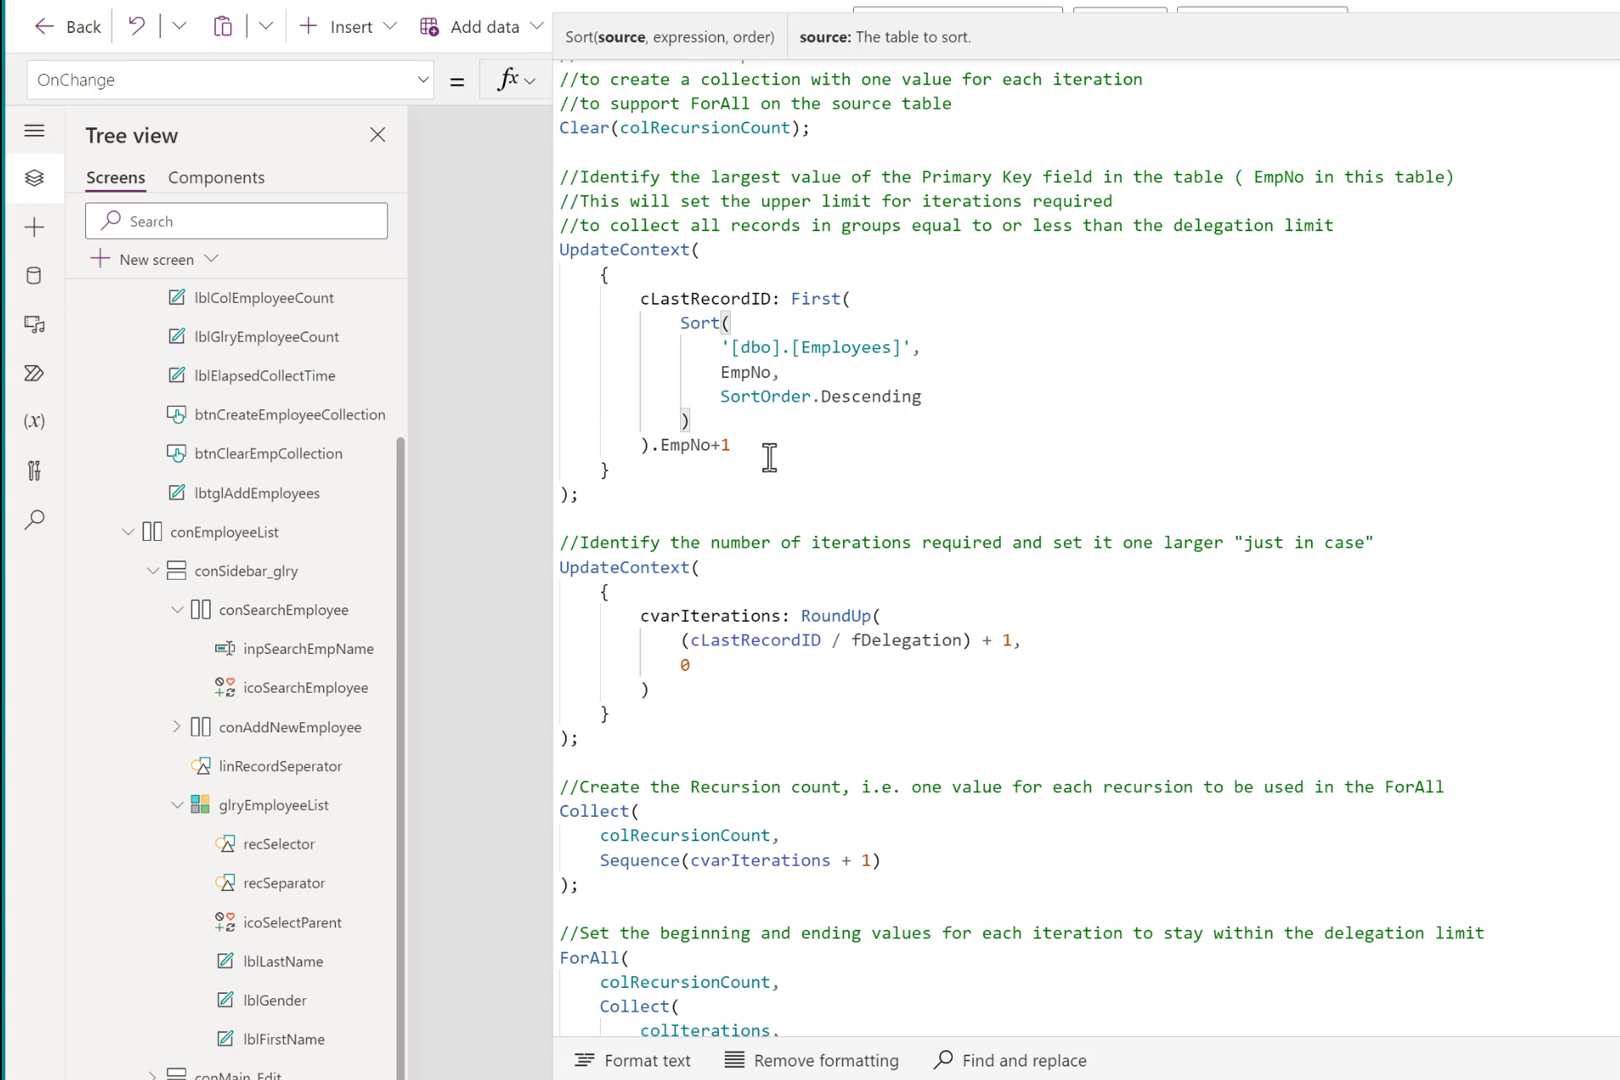 Back
Insert
Add data
Sort(source, expression, order)
source: The table to sort.
OnChange
=
fx
Tree view
Screens
Components
Search
New screen
lblColEmployeeCount
lblGlryEmployeeCount
lblElapsedCollectTime
btnCreateEmployeeCollection
btnClearEmpCollection
lbtglAddEmployees
conEmployeeList
conSidebar_glry
conSearchEmployee
inpSearchEmpName
icoSearchEmployee
conAddNewEmployee
linRecordSeperator
glryEmployeeList
recSelector
recSeparator
icoSelectParent
lblLastName
lblGender
lblFirstName
conMain_Edit
//to create a collection with one value for each iteration
//to support ForAll on the source table
Clear(colRecursionCount);
//Identify the largest value of the Primary Key field in the table ( EmpNo in this table)
//This will set the upper limit for iterations required
//to collect all records in groups equal to or less than the delegation limit
UpdateContext(
{
cLastRecordID: First(
Sort(
'[dbo].[Employees]',
EmpNo,
SortOrder.Descending
)
).EmpNo+1
}
);
//Identify the number of iterations required and set it one larger "just in case"
UpdateContext(
{
cvarIterations: RoundUp(
(cLastRecordID / fDelegation) + 1,
0
)
}
);
//Create the Recursion count, i.e. one value for each recursion to be used in the ForAll
Collect(
colRecursionCount,
Sequence(cvarIterations + 1)
);
//Set the beginning and ending values for each iteration to stay within the delegation limit
ForAll(
colRecursionCount,
Collect(
colIterations,
Format text
Remove formatting
Find and replace